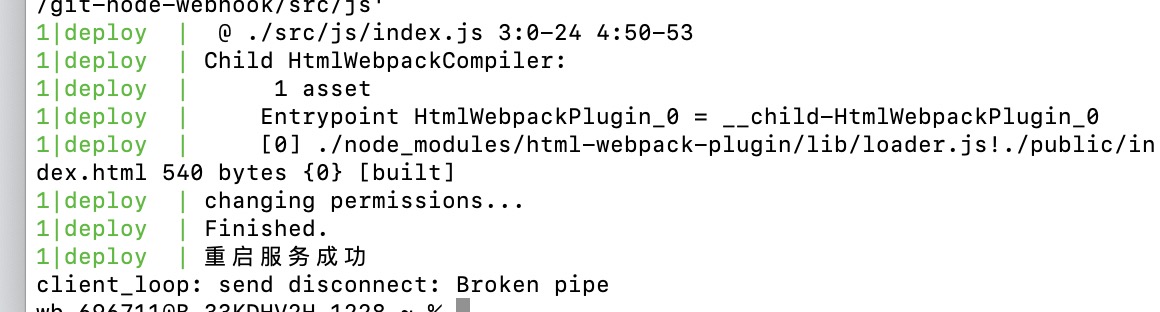 /git-node-webhook/src/js'
1|deploy  |  @ ./src/js/index.js 3:0-24 4:50-53
1|deploy  | Child HtmlWebpackCompiler:
1|deploy  |      1 asset
1|deploy  |     Entrypoint HtmlWebpackPlugin_0 = __child-HtmlWebpackPlugin_0
1|deploy  |     [0] ./node_modules/html-webpack-plugin/lib/loader.js!./public/in
dex.html 540 bytes {0} [built]
1|deploy  | changing permissions...
1|deploy  | Finished.
1|deploy  | 重启服务成功
client_loop: send disconnect: Broken pipe
~ %